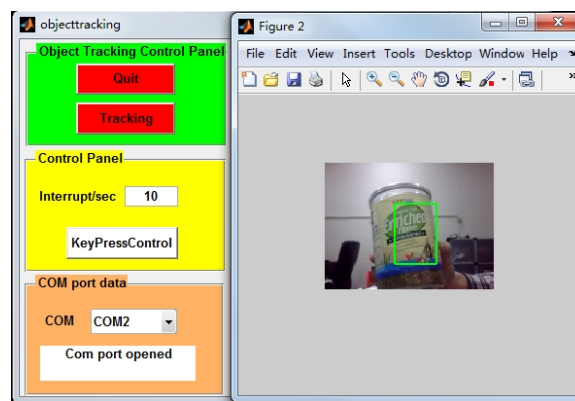 objecttracking
Object Tracking Control Panel
Quit
Tracking
Control Panel
Interrupt/sec 10
KeyPressControl
COM port data
COM COM2
Com port opened
Figure 2
File Edit View Insert Tools Desktop Window Help
»
Enriched